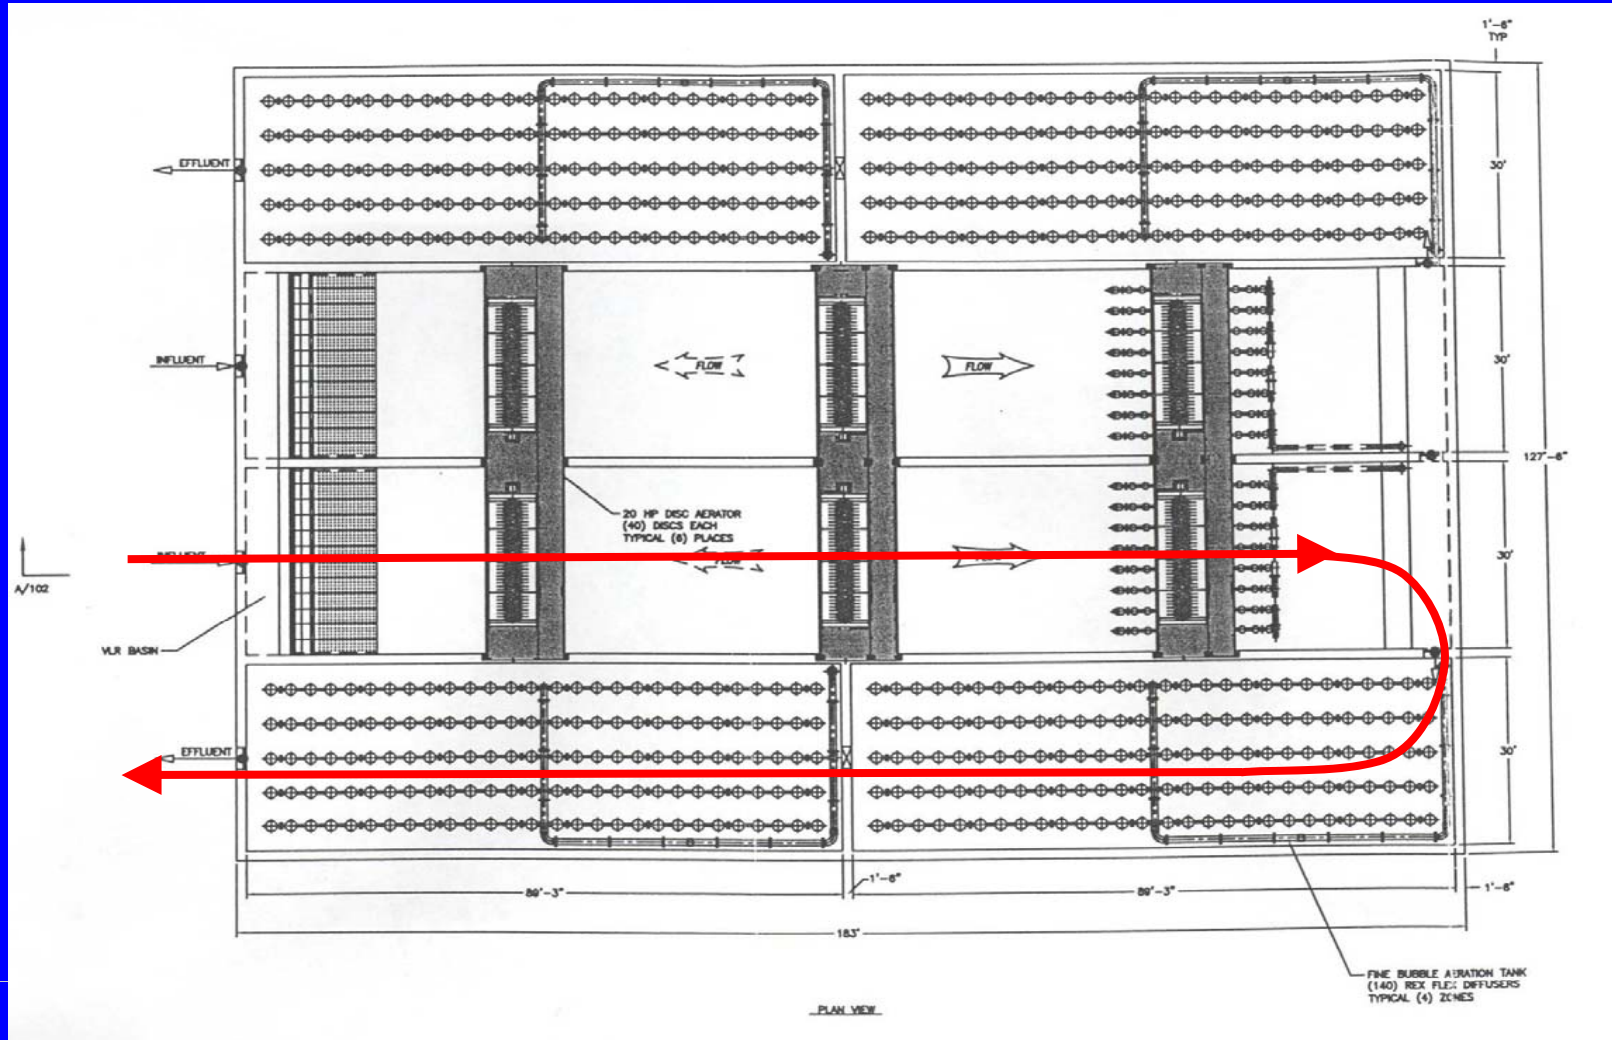 1'-6"
TYP
EFFLUENT
30'
INFLUENT
FLOW
FLOW
30'
127'-6"
20 HP DISC AERATOR
(40) DISCS EACH
TYPICAL (6) PLACES
INFLUENT
FLOW
30'
A/102
VLR BASIN
EFFLUENT
30'
89'-3"
1'-6"
89'-3"
1'-6"
183'
FINE BUBBLE AERATION TANK
(140) REX FLEX DIFFUSERS
TYPICAL (4) ZONES
PLAN VIEW